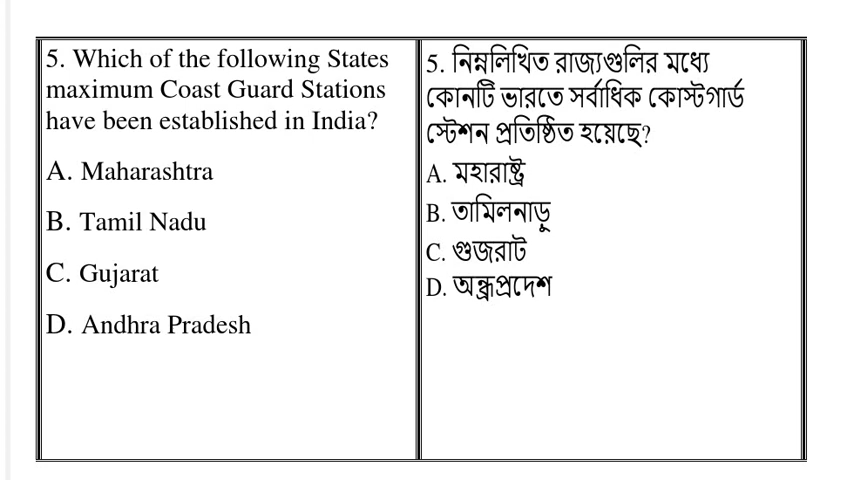 5. Which of the following States
maximum Coast Guard Stations
have been established in India?
A. Maharashtra
B. Tamil Nadu
C. Gujarat
D. Andhra Pradesh
5. নিম্নলিখিত রাজ্যগুলির মধ্যে
কোনটি ভারতে সর্বাধিক কোস্টগার্ড
স্টেশন প্রতিষ্ঠিত হয়েছে?
A. মহারাষ্ট্র
B. তামিলনাড়ু
C. গুজরাট
D. অন্ধ্রপ্রদেশ